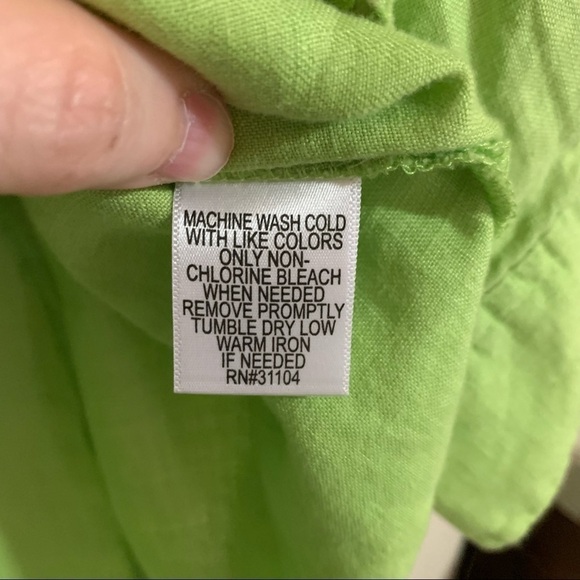 MACHINE WASH COLD
WITH LIKE COLORS
ONLY NON-
CHLORINE BLEACH
WHEN NEEDED
REMOVE PROMPTLY
TUMBLE DRY LOW
WARM IRON
IF NEEDED
RN#31104